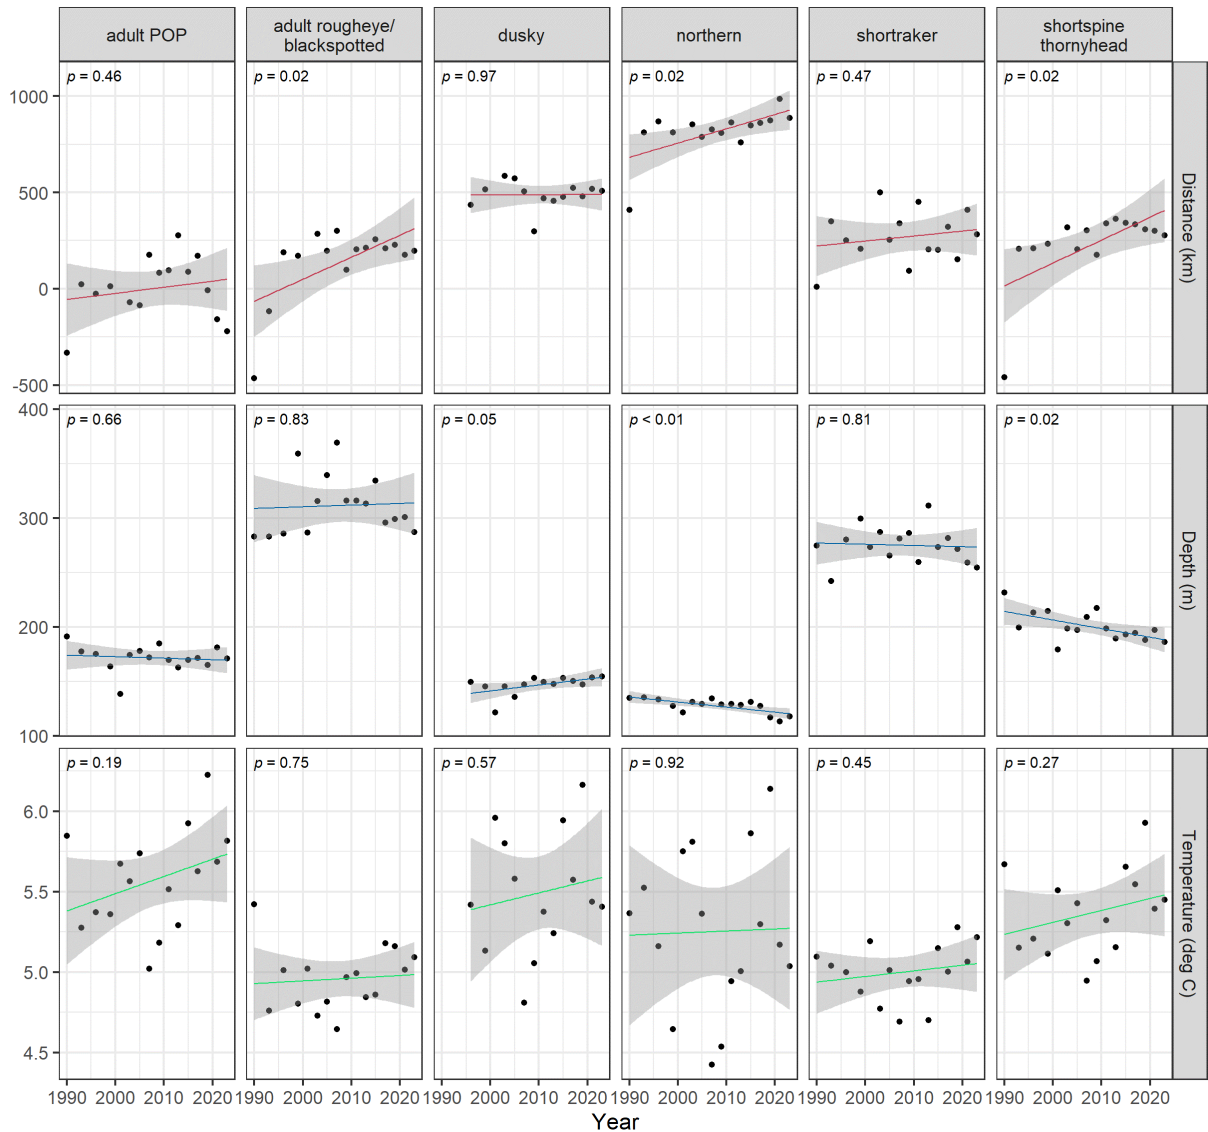 adult POP
adult rougheye/
blackspotted
dusky
northern
shortraker
shortspine
thornyhead
p = 0.46
p = 0.02
p = 0.97
p = 0.02
p = 0.47
p = 0.02
1000
500
0
-500
Distance (km)
p = 0.66
p = 0.83
p = 0.05
p < 0.01
p = 0.81
p = 0.02
400
300
200
100
Depth (m)
p = 0.19
p = 0.75
p = 0.57
p = 0.92
p = 0.45
p = 0.27
6.0
5.5
5.0
4.5
Temperature (deg C)
1990 2000 2010 2020 1990 2000 2010 2020 1990 2000 2010 2020 1990 2000 2010 2020 1990 2000 2010 2020 1990 2000 2010 2020
Year